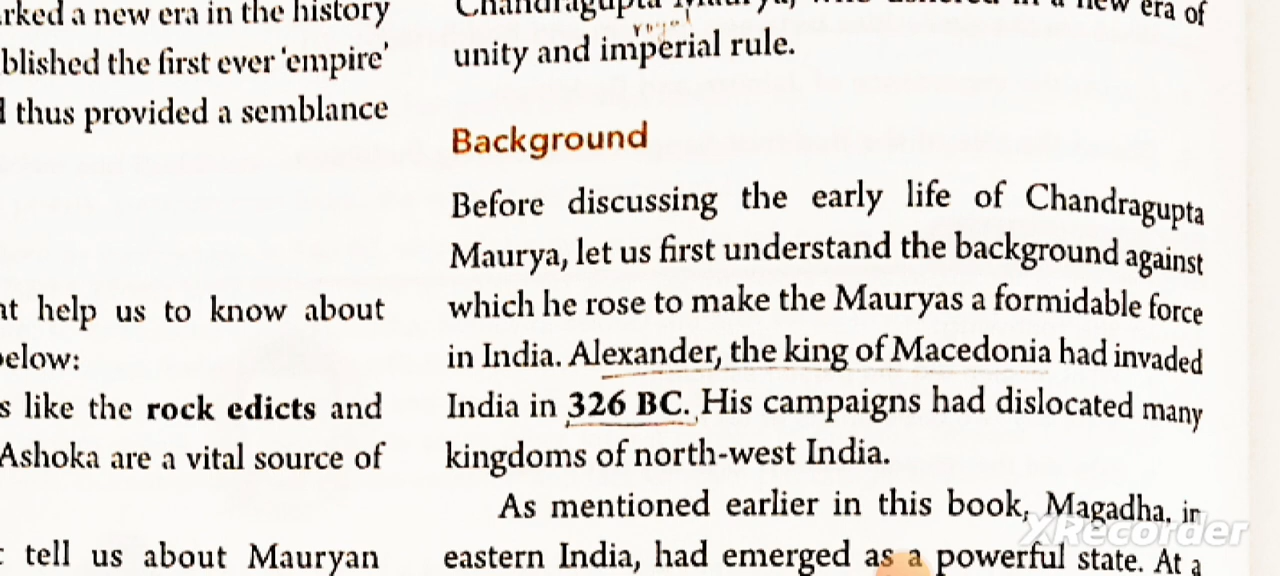 rked a new era in the history
blished the first ever 'empire'
thus provided a semblance
at help us to know about
below:
s like the rock edicts and
Ashoka are a vital source of
tell us about Mauryan
Chandragupta Maurya, who ushered in a new era of
royal
unity and imperial rule.
Background
Before discussing the early life of Chandragupta
Maurya, let us first understand the background against
which he rose to make the Mauryas a formidable force
in India. Alexander, the king of Macedonia had invaded
India in 326 BC. His campaigns had dislocated many
kingdoms of north-west India.
As mentioned earlier in this book, Magadha, in
eastern India, had emerged as a powerful state. At a
XRecorder